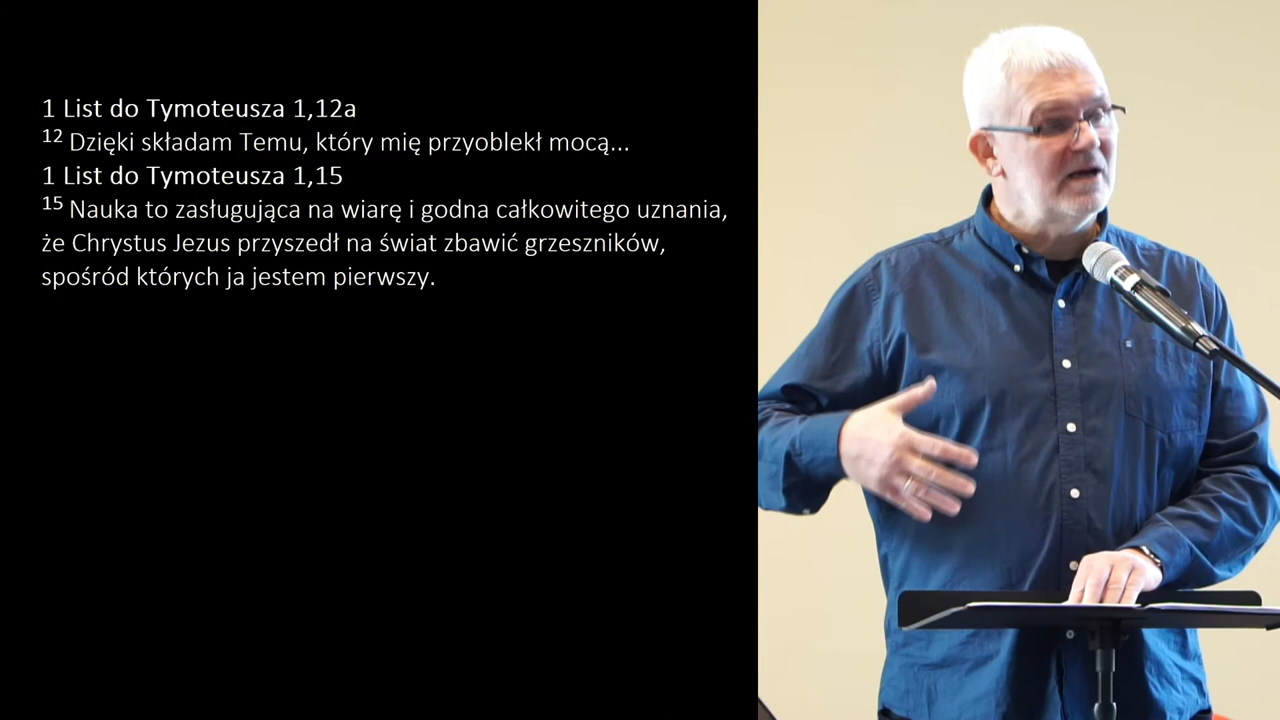 1 List do Tymoteusza 1,12a
12 Dzięki składam Temu, który mię przyoblekł mocą...
1 List do Tymoteusza 1,15
15 Nauka to zasługująca na wiarę i godna całkowitego uznania,
że Chrystus Jezus przyszedł na świat zbawić grzeszników,
spośród których ja jestem pierwszy.